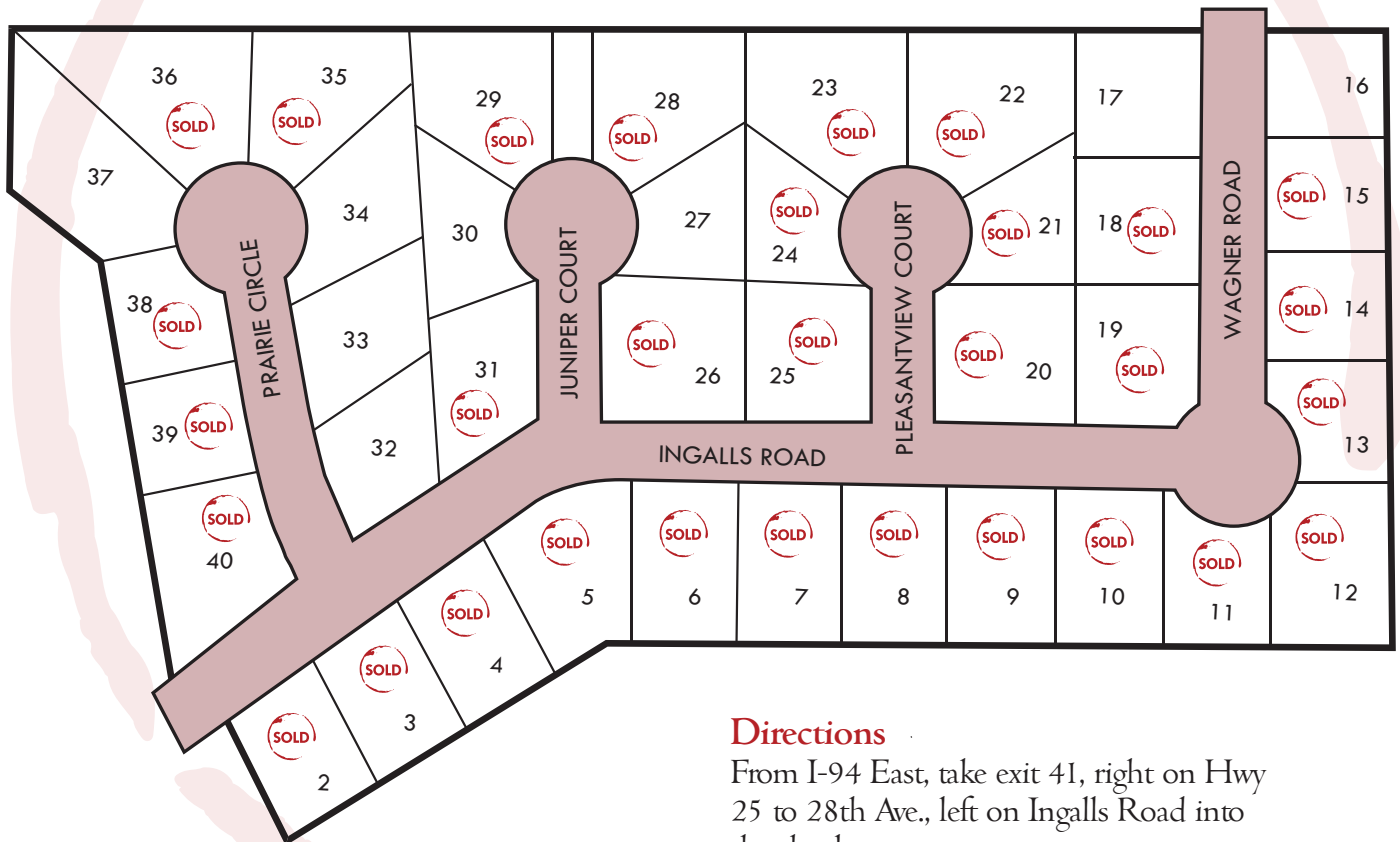 36
SOLD
35
SOLD
29
SOLD
28
SOLD
23
SOLD
22
SOLD
17
16
37
34
30
27
SOLD
24
SOLD
21
18
SOLD
SOLD
15
38
SOLD
33
31
SOLD
SOLD
26
SOLD
25
SOLD
20
19
SOLD
SOLD
14
SOLD
13
39
SOLD
32
SOLD
40
PRAIRIE CIRCLE
JUNIPER COURT
PLEASANTVIEW COURT
WAGNER ROAD
INGALLS ROAD
SOLD
2
SOLD
3
SOLD
4
SOLD
5
SOLD
6
SOLD
7
SOLD
8
SOLD
9
SOLD
10
SOLD
11
SOLD
12
Directions
From I-94 East, take exit 41, right on Hwy
25 to 28th Ave., left on Ingalls Road into